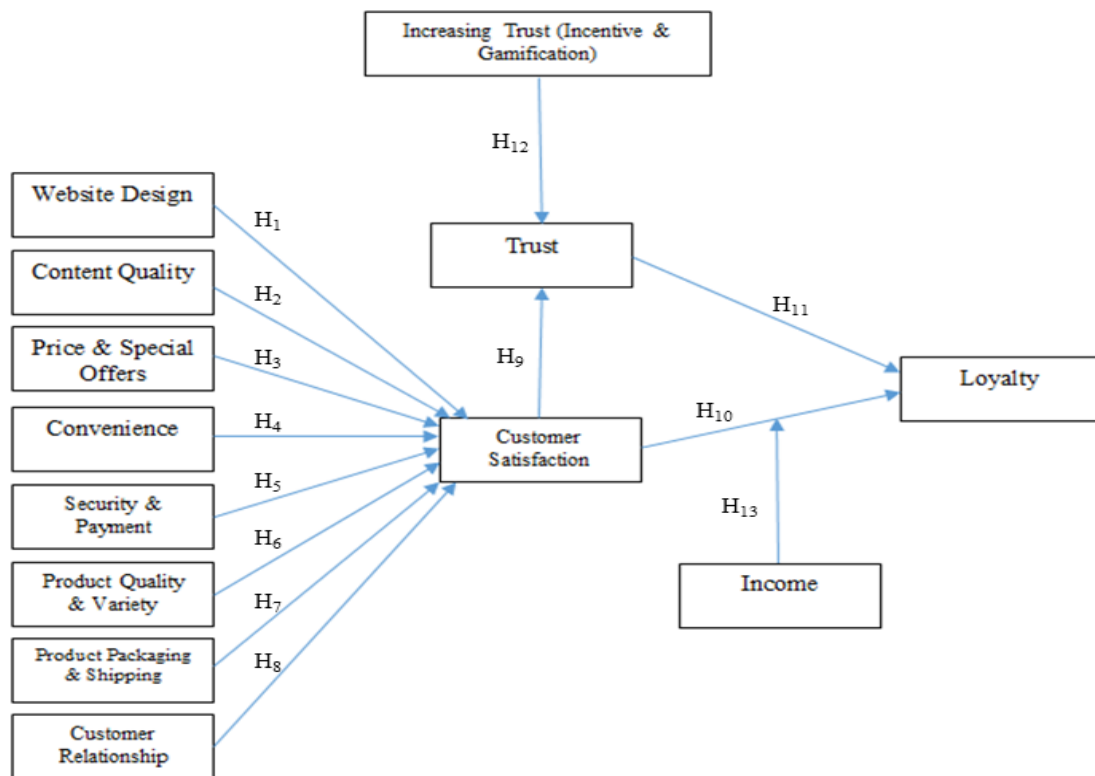 Increasing Trust (Incentive &
Gamification)
H12
Website Design
H1
Trust
Content Quality
H2
H11
Price & Special
Offers
H3
H9
Loyalty
Convenience
H4
H10
Customer
Satisfaction
H5
Security &
Payment
H13
H6
Product Quality
& Variety
Income
H7
Product Packaging
& Shipping
H8
Customer
Relationship